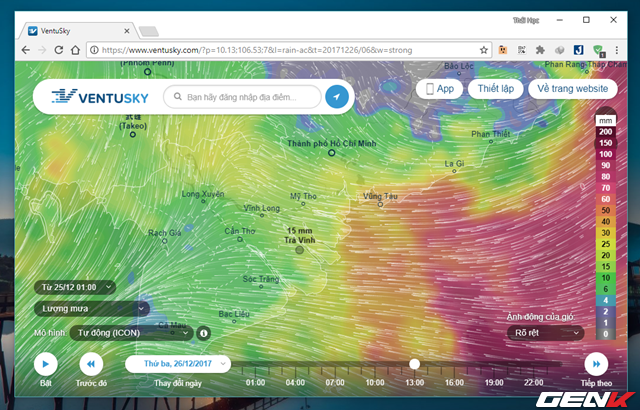 Thời Học
VentuSky
https://www.ventusky.com/?p=10.13;106.53;7&l=rain-ac&t=20171226/06&w=strong
(Phnom Penh)
Bảo Lộc
Phan Rang-Tháp Chàm
VENTUSKY
Bạn hãy đăng nhập địa điểm...
App
Thiết lập
Về trang website
(Takeo)
Thành phố Hồ Chí Minh
Phan Thiết
La Gi
Long Xuyên
Mỹ Tho
Vũng Tàu
Vĩnh Long
Rạch Giá
Cần Thơ
15 mm
Trà Vinh
Sóc Trăng
Bạc Liêu
Cà Mau
mm
200
150
100
90
80
70
60
50
40
30
20
15
10
6
4
2
1
0
Từ 25/12 01:00
Lượng mưa
Mô hình:
Tự động (ICON)
Ảnh động của gió:
Rõ rệt
Bắt
Trước đó
Thứ ba, 26/12/2017
Thay đổi ngày
01:00
04:00
07:00
10:00
13:00
16:00
19:00
22:00
Tiếp theo
GENK